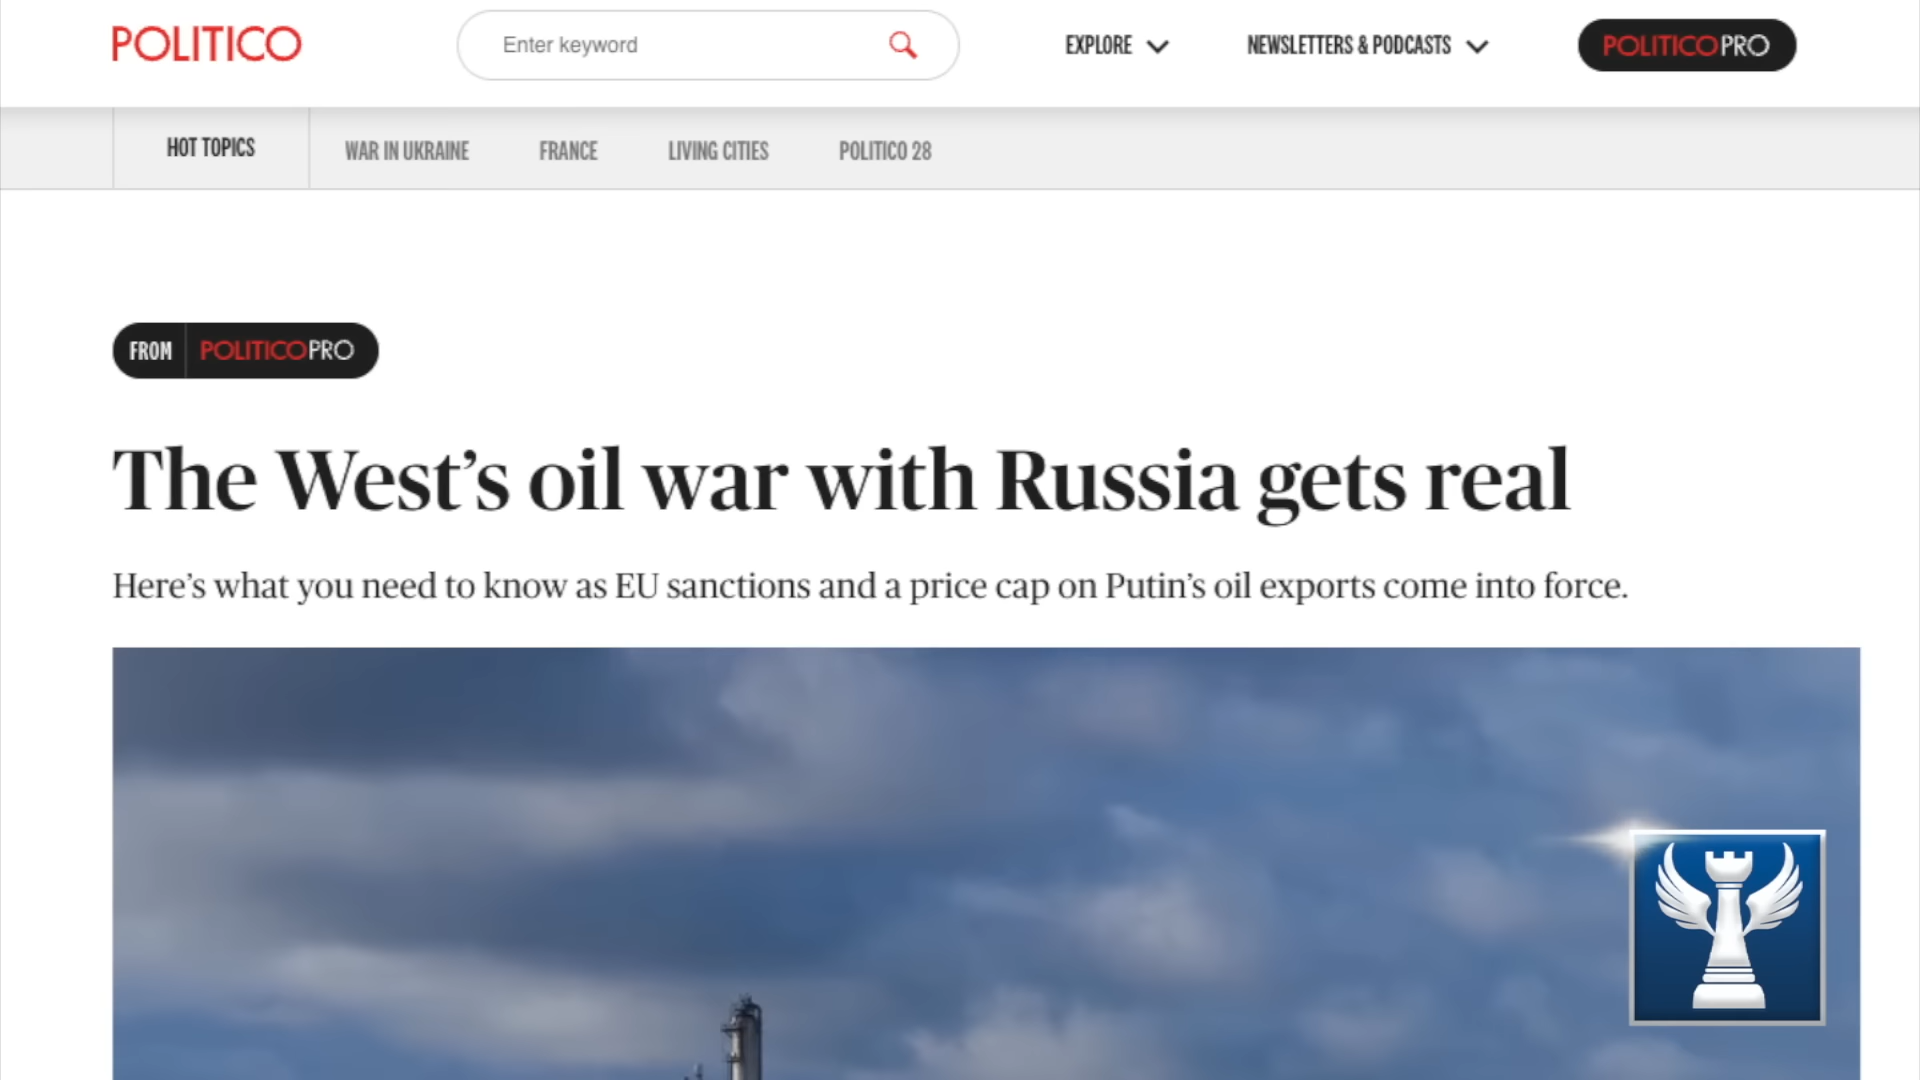 POLITICO
Enter keyword
EXPLORE
NEWSLETTERS & PODCASTS
POLITICOPRO
HOT TOPICS
WAR IN UKRAINE
FRANCE
LIVING CITIES
POLITICO 28
FROM POLITICOPRO
The West’s oil war with Russia gets real
Here’s what you need to know as EU sanctions and a price cap on Putin’s oil exports come into force.